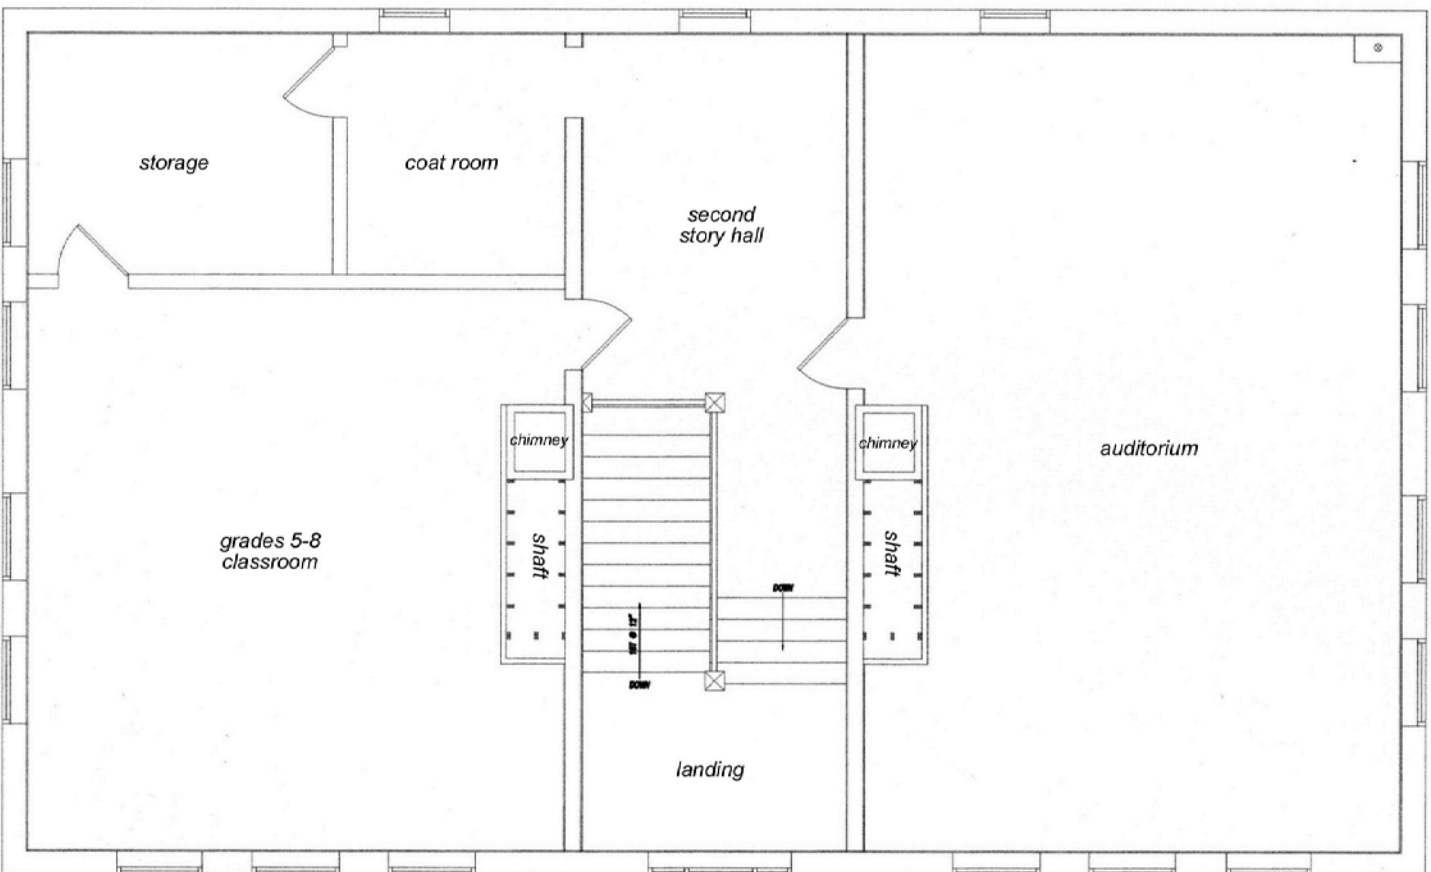 storage
coat room
second
story hall
chimney
chimney
auditorium
grades 5-8
classroom
shaft
shaft
DOWN
DOWN
landing